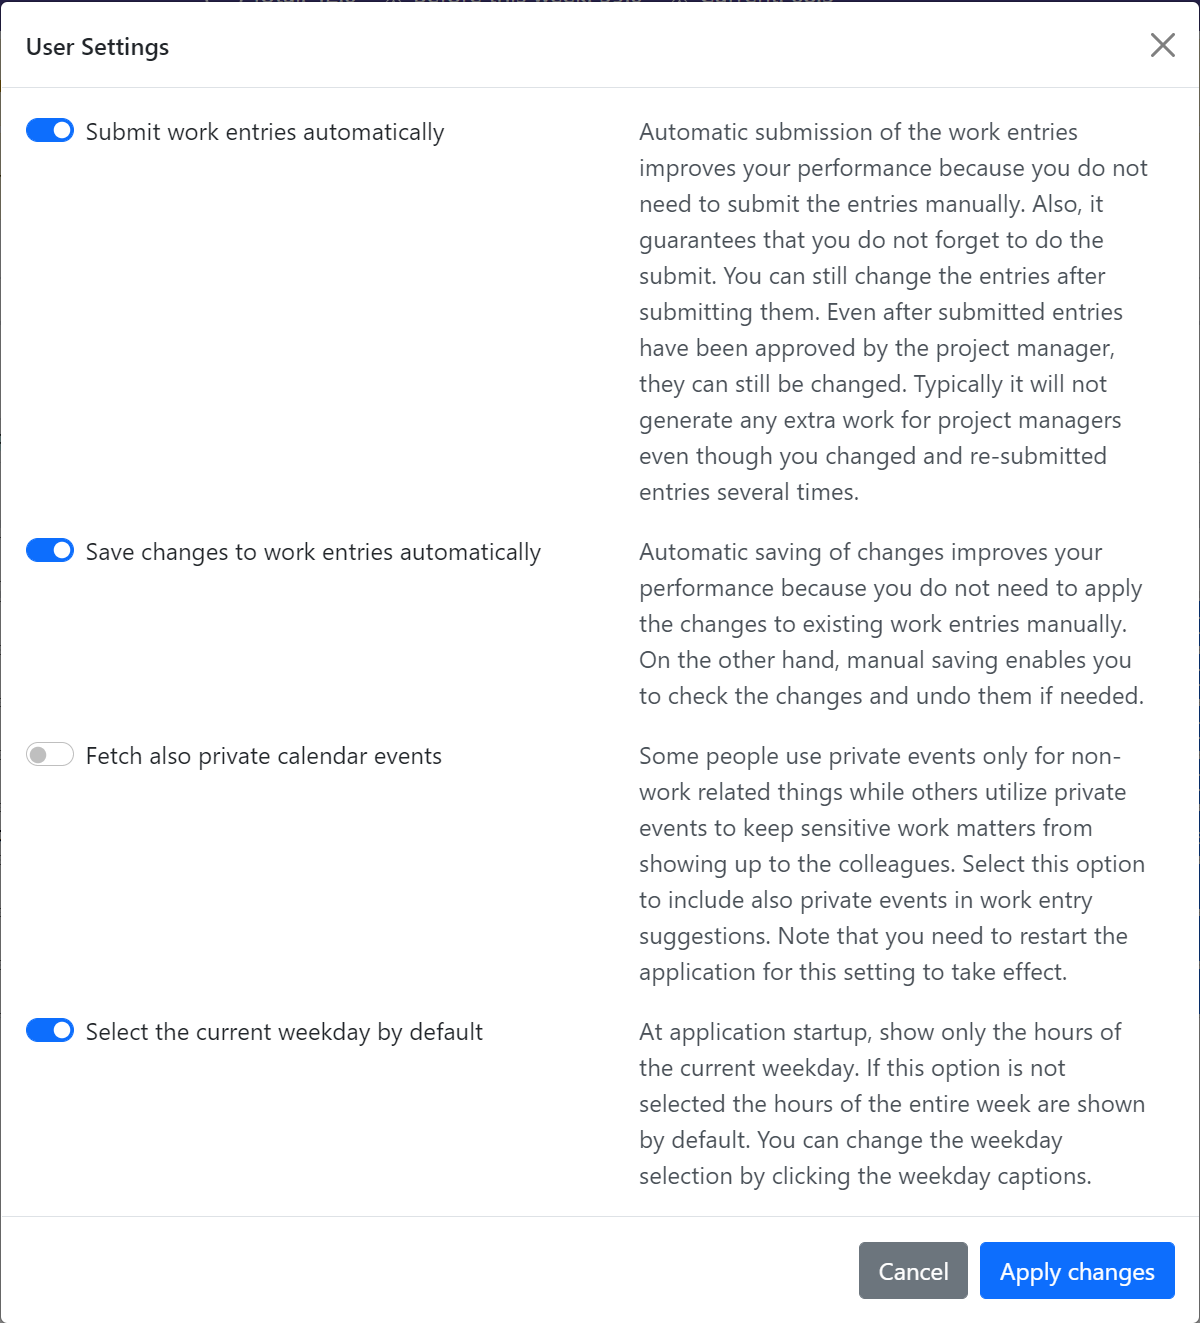 User Settings
Submit work entries automatically
Automatic submission of the work entries
improves your performance because you do not
need to submit the entries manually. Also, it
guarantees that you do not forget to do the
submit. You can still change the entries after
submitting them. Even after submitted entries
have been approved by the project manager,
they can still be changed. Typically it will not
generate any extra work for project managers
even though you changed and re-submitted
entries several times.
Save changes to work entries automatically
Automatic saving of changes improves your
performance because you do not need to apply
the changes to existing work entries manually.
On the other hand, manual saving enables you
to check the changes and undo them if needed.
Fetch also private calendar events
Some people use private events only for non-
work related things while others utilize private
events to keep sensitive work matters from
showing up to the colleagues. Select this option
to include also private events in work entry
suggestions. Note that you need to restart the
application for this setting to take effect.
Select the current weekday by default
At application startup, show only the hours of
the current weekday. If this option is not
selected the hours of the entire week are shown
by default. You can change the weekday
selection by clicking the weekday captions.
Cancel
Apply changes